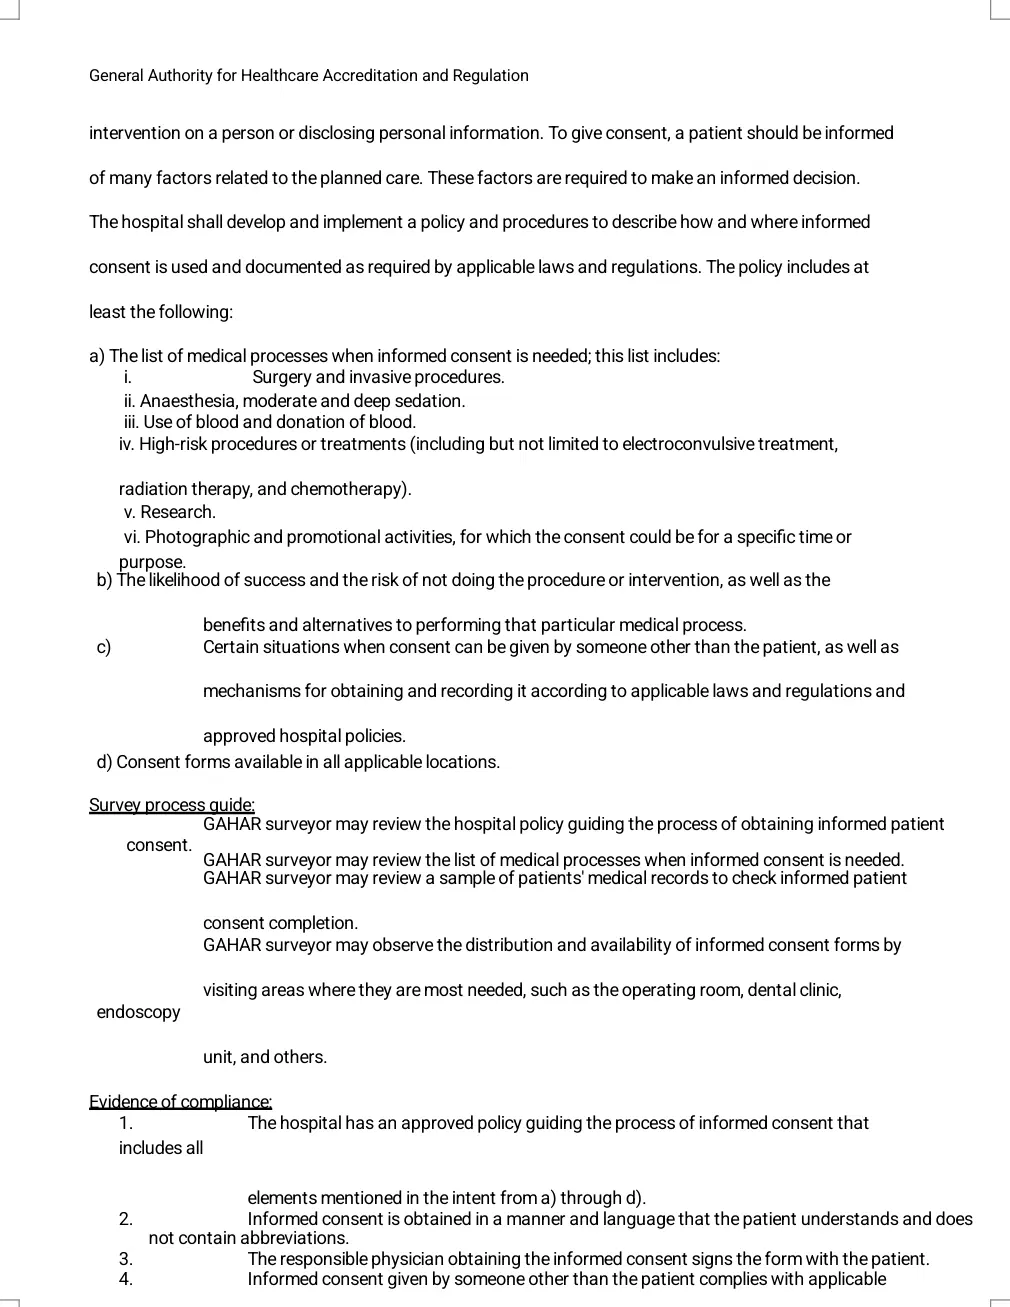 General Authority for Healthcare Accreditation and Regulation
intervention on a person or disclosing personal information. To give consent, a patient should be informed
of many factors related to the planned care. These factors are required to make an informed decision.
The hospital shall develop and implement a policy and procedures to describe how and where informed
consent is used and documented as required by applicable laws and regulations. The policy includes at
least the following:
a) The list of medical processes when informed consent is needed; this list includes:
i. Surgery and invasive procedures.
ii. Anaesthesia, moderate and deep sedation.
iii. Use of blood and donation of blood.
iv. High-risk procedures or treatments (including but not limited to electroconvulsive treatment,
radiation therapy, and chemotherapy).
v. Research.
vi. Photographic and promotional activities, for which the consent could be for a specific time or
purpose.
b) The likelihood of success and the risk of not doing the procedure or intervention, as well as the
benefits and alternatives to performing that particular medical process.
c) Certain situations when consent can be given by someone other than the patient, as well as
mechanisms for obtaining and recording it according to applicable laws and regulations and
approved hospital policies.
d) Consent forms available in all applicable locations.
Survey process guide:
GAHAR surveyor may review the hospital policy guiding the process of obtaining informed patient
consent.
GAHAR surveyor may review the list of medical processes when informed consent is needed.
GAHAR surveyor may review a sample of patients' medical records to check informed patient
consent completion.
GAHAR surveyor may observe the distribution and availability of informed consent forms by
visiting areas where they are most needed, such as the operating room, dental clinic,
endoscopy
unit, and others.
Evidence of compliance:
1. The hospital has an approved policy guiding the process of informed consent that
includes all
elements mentioned in the intent from a) through d).
2. Informed consent is obtained in a manner and language that the patient understands and does
not contain abbreviations.
3. The responsible physician obtaining the informed consent signs the form with the patient.
4. Informed consent given by someone other than the patient complies with applicable